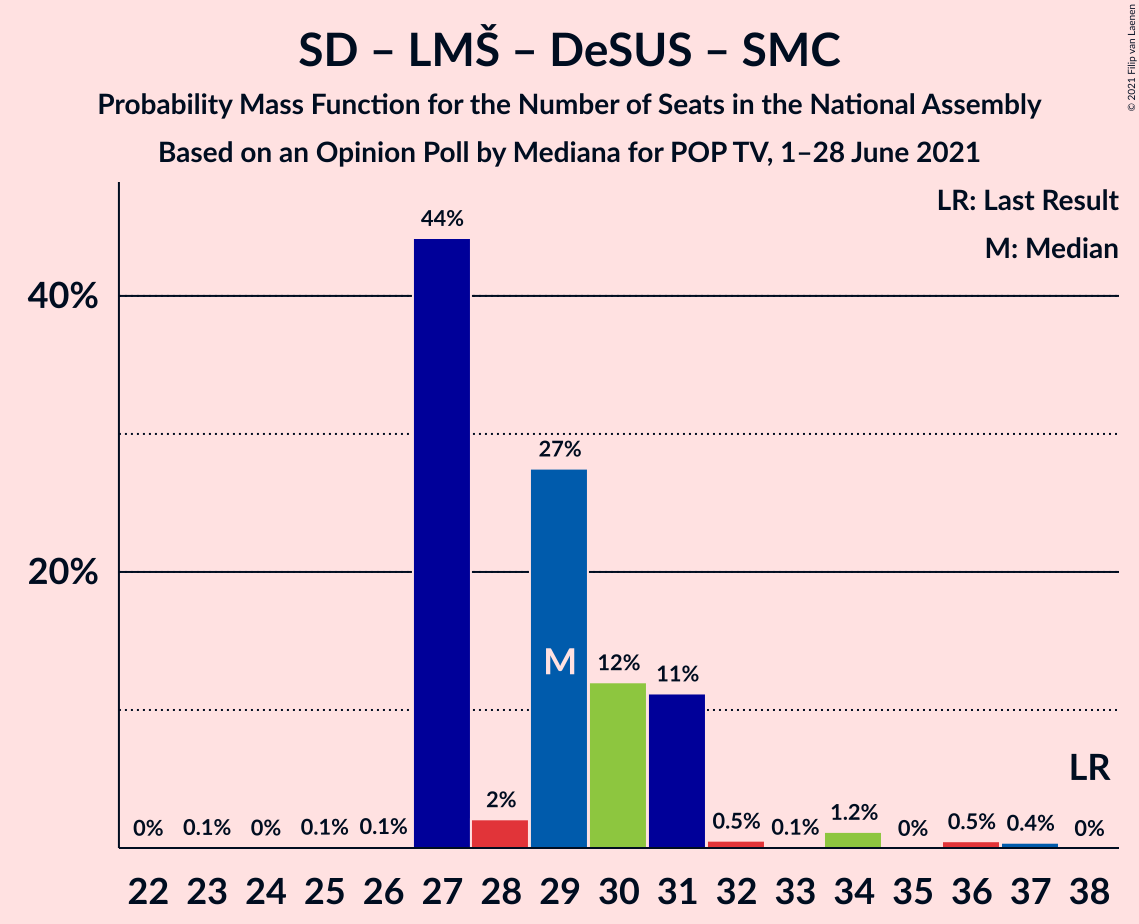 SD – LMŠ – DeSUS – SMC
Probability Mass Function for the Number of Seats in the National Assembly
Based on an Opinion Poll by Mediana for POP TV, 1–28 June 2021
© 2021 Filip van Laenen
LR: Last Result
M: Median
40%
20%
0% 0.1% 0% 0.1% 0.1% 44% 2% 27% 12% 11% 0.5% 0.1% 1.2% 0% 0.5% 0.4% 0%
M
LR
22 23 24 25 26 27 28 29 30 31 32 33 34 35 36 37 38